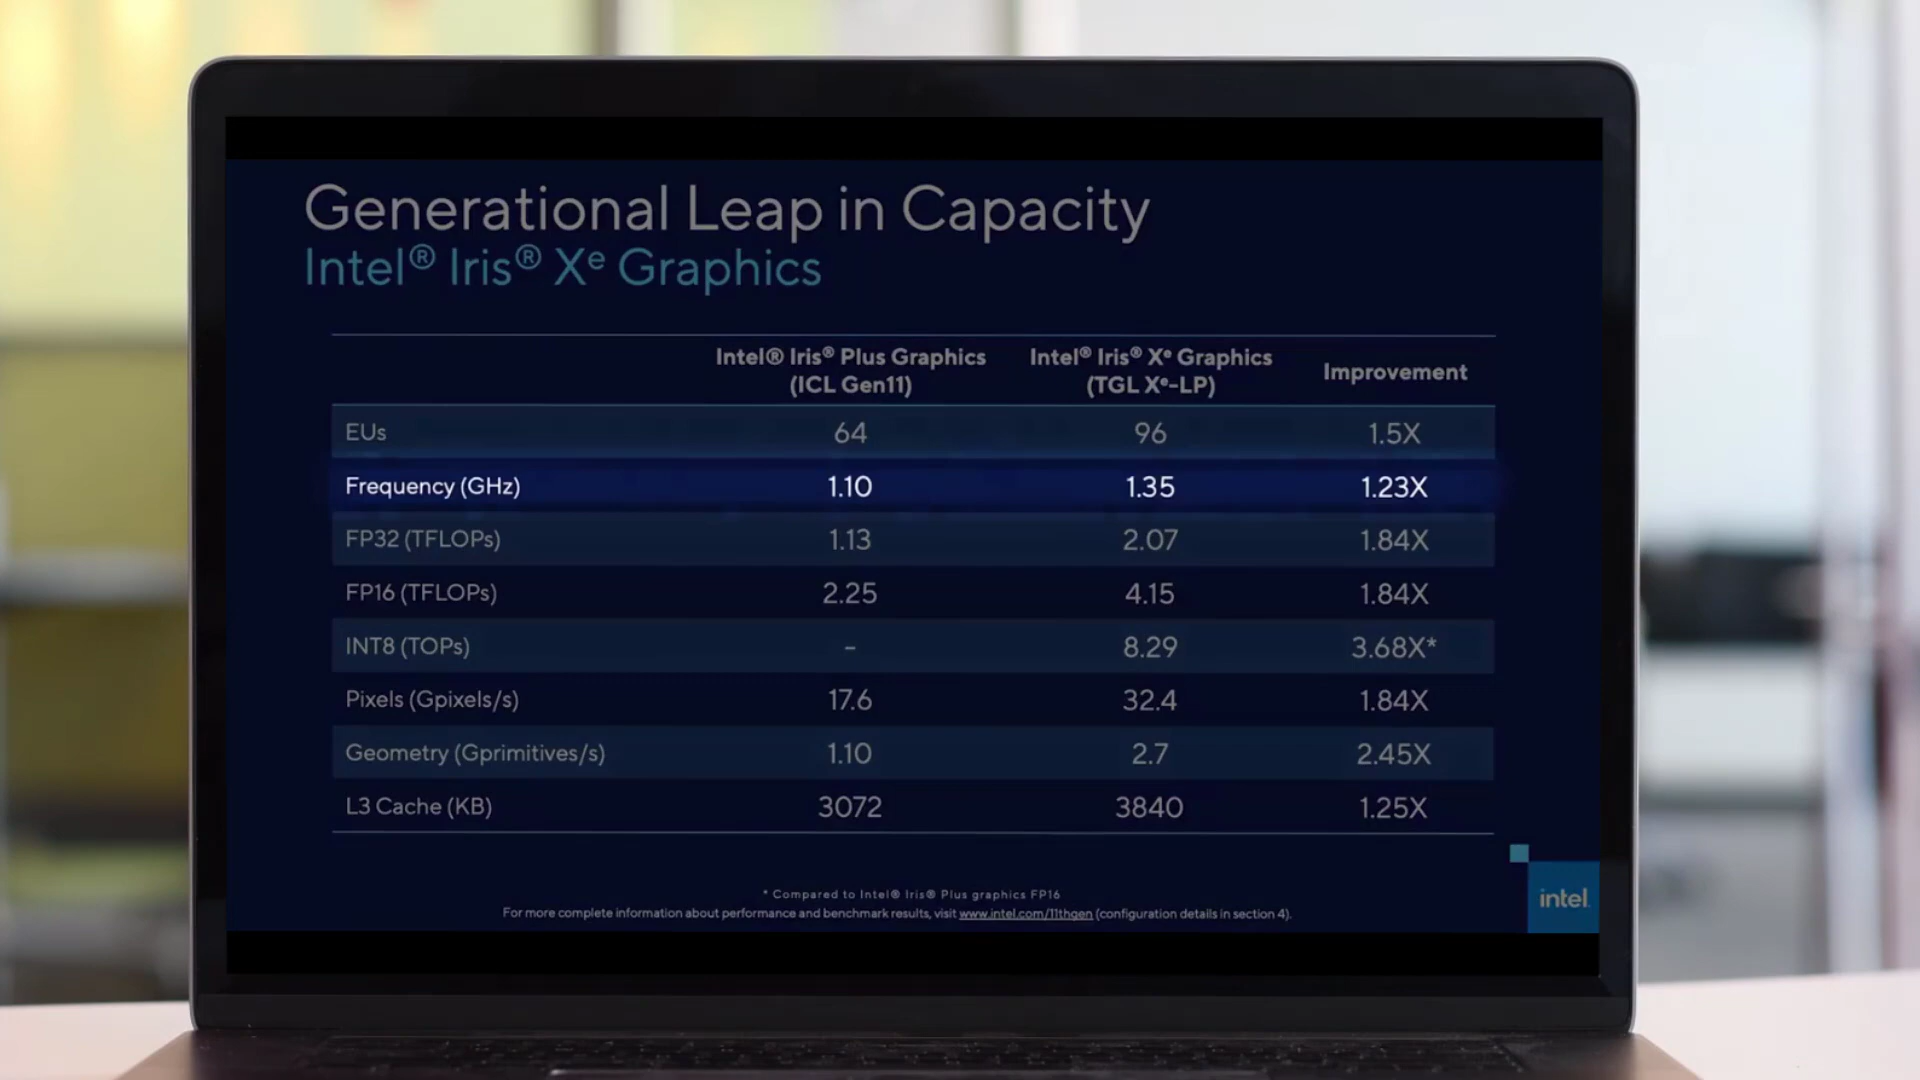 Generational Leap in Capacity
Intel® Iris® Xe Graphics
Intel® Iris® Plus Graphics
(ICL Gen11)
Intel® Iris® Xe Graphics
(TGL Xe-LP)
Improvement
EUs 64 96 1.5X
Frequency (GHz) 1.10 1.35 1.23X
FP32 (TFLOPs) 1.13 2.07 1.84X
FP16 (TFLOPs) 2.25 4.15 1.84X
INT8 (TOPs) – 8.29 3.68X*
Pixels (Gpixels/s) 17.6 32.4 1.84X
Geometry (Gprimitives/s) 1.10 2.7 2.45X
L3 Cache (KB) 3072 3840 1.25X
* Compared to Intel® Iris® Plus graphics FP16
For more complete information about performance and benchmark results, visit www.intel.com/11thgen (configuration details in section 4).
intel.